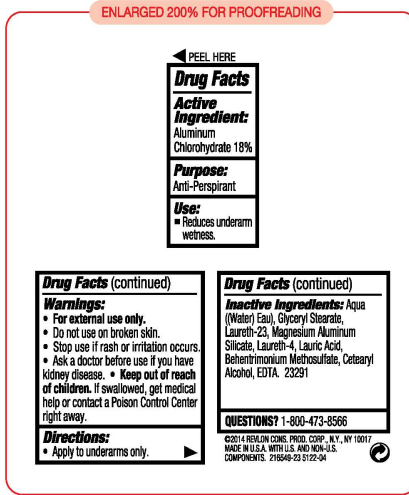 ENLARGED 200% FOR PROOFREADING
◀ PEEL HERE
Drug Facts
Active
Ingredient:
Aluminum
Chlorohydrate 18%
Purpose:
Anti-Perspirant
Use:
▪ Reduces underarm
wetness.
Drug Facts (continued)
Warnings:
• For external use only.
• Do not use on broken skin.
• Stop use if rash or irritation occurs.
• Ask a doctor before use if you have
kidney disease. • Keep out of reach
of children. If swallowed, get medical
help or contact a Poison Control Center
right away.
Directions:
• Apply to underarms only. ▶
Drug Facts (continued)
Inactive Ingredients: Aqua
((Water) Eau), Glyceryl Stearate,
Laureth-23, Magnesium Aluminum
Silicate, Laureth-4, Lauric Acid,
Behentrimonium Methosulfate, Cetearyl
Alcohol, EDTA. 23291
QUESTIONS? 1-800-473-8566
©2014 REVLON CONS. PROD. CORP., N.Y., NY 10017
MADE IN U.S.A. WITH U.S. AND NON-U.S.
COMPONENTS. 216549-23 5122-04